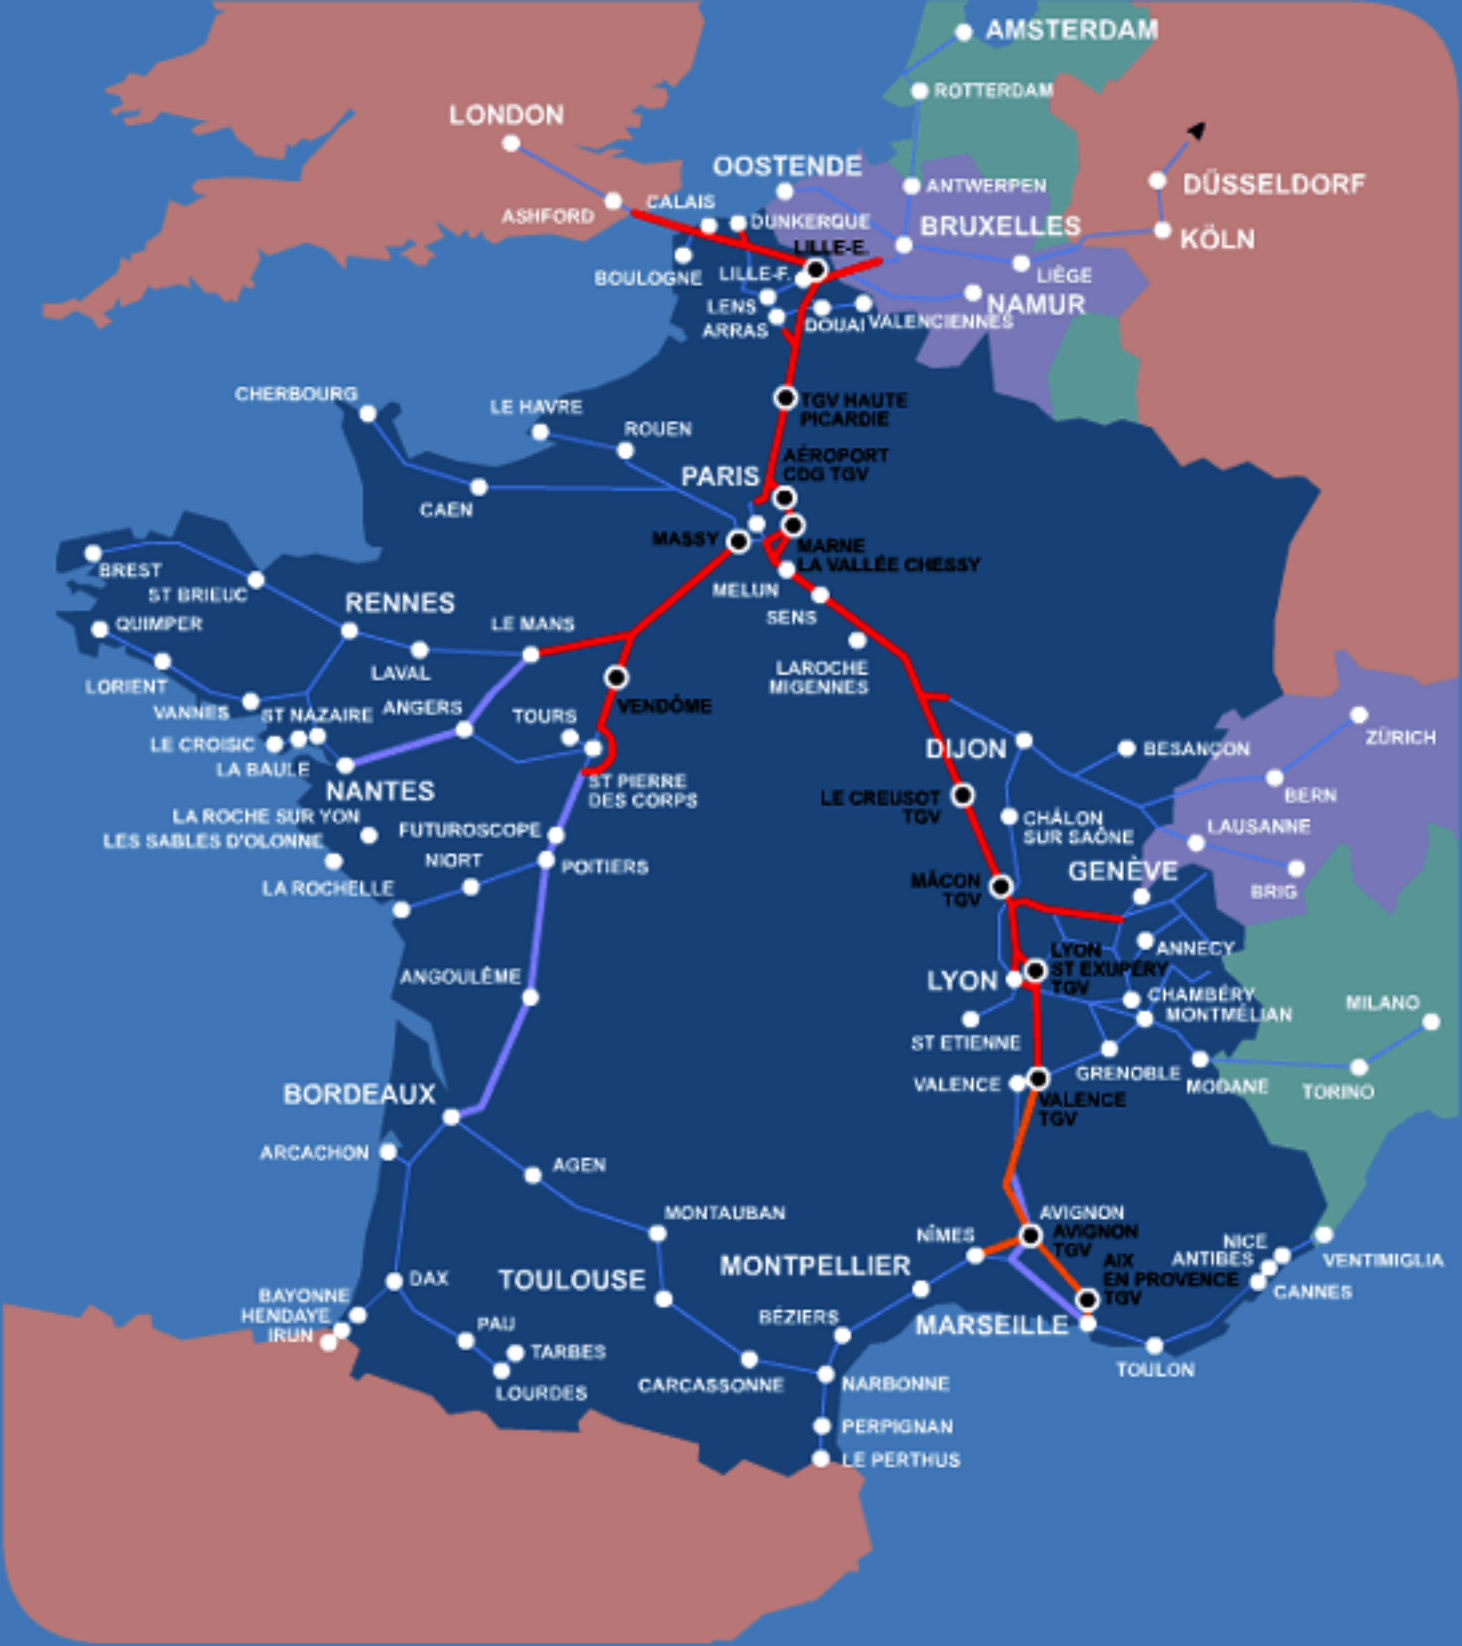 AMSTERDAM
ROTTERDAM
LONDON
OOSTENDE
ANTWERPEN
DÜSSELDORF
ASHFORD
CALAIS
DUNKERQUE
BRUXELLES
KÖLN
LILLE-E.
BOULOGNE
LILLE-F.
LIÈGE
LENS
NAMUR
ARRAS
DOUAI
VALENCIENNES
CHERBOURG
TGV HAUTE
PICARDIE
LE HAVRE
ROUEN
AÉROPORT
CDG TGV
PARIS
CAEN
MASSY
MARNE
LA VALLÉE CHESSY
BREST
ST BRIEUC
RENNES
MELUN
SENS
QUIMPER
LE MANS
LAVAL
LAROCHE
MIGENNES
LORIENT
VANNES
ST NAZAIRE
ANGERS
TOURS
VENDÔME
LE CROISIC
LA BAULE
DIJON
BESANÇON
ZÜRICH
NANTES
ST PIERRE
DES CORPS
LE CREUSOT
TGV
BERN
LA ROCHE SUR YON
FUTUROSCOPE
CHÂLON
SUR SAÔNE
LAUSANNE
LES SABLES D'OLONNE
NIORT
POITIERS
GENÈVE
LA ROCHELLE
MÂCON
TGV
BRIG
ANGOULÊME
LYON
ST EXUPÉRY
TGV
ANNECY
LYON
CHAMBÉRY
MONTMÉLIAN
MILANO
ST ETIENNE
GRENOBLE
MODANE
TORINO
VALENCE
VALENCE
TGV
BORDEAUX
ARCACHON
AGEN
MONTAUBAN
AVIGNON
AVIGNON
TGV
NÎMES
NICE
ANTIBES
VENTIMIGLIA
CANNES
AIX
EN PROVENCE
TGV
DAX
TOULOUSE
MONTPELLIER
BAYONNE
HENDAYE
IRUN
PAU
TARBES
LOURDES
BÉZIERS
MARSEILLE
TOULON
CARCASSONNE
NARBONNE
PERPIGNAN
LE PERTHUS